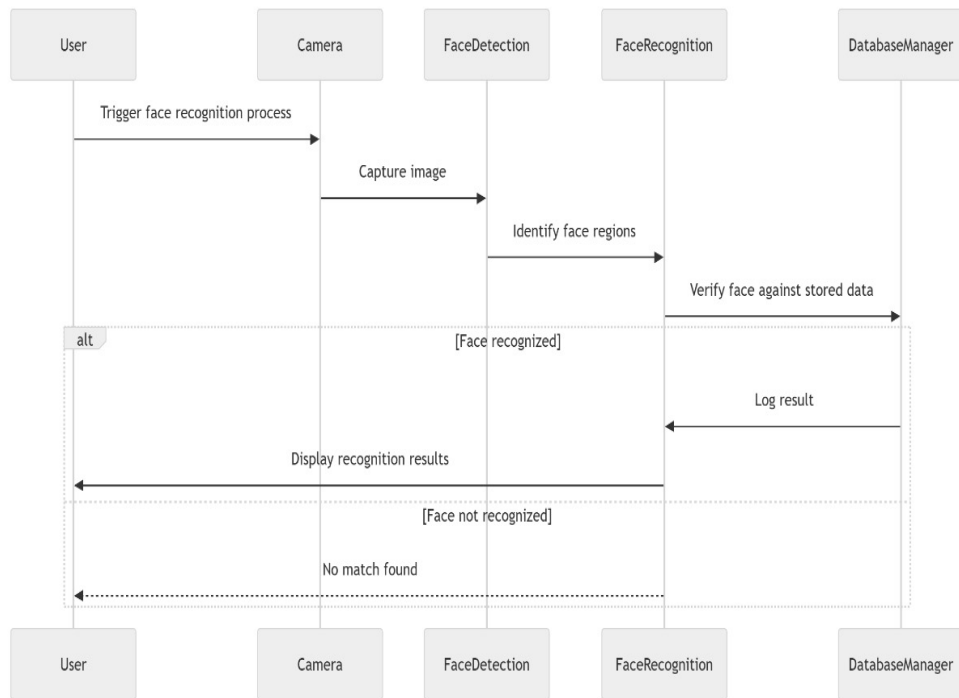 User
Camera
FaceDetection
FaceRecognition
DatabaseManager
Trigger face recognition process
Capture image
Identify face regions
Verify face against stored data
alt
[Face recognized]
Log result
Display recognition results
[Face not recognized]
No match found
User
Camera
FaceDetection
FaceRecognition
DatabaseManager